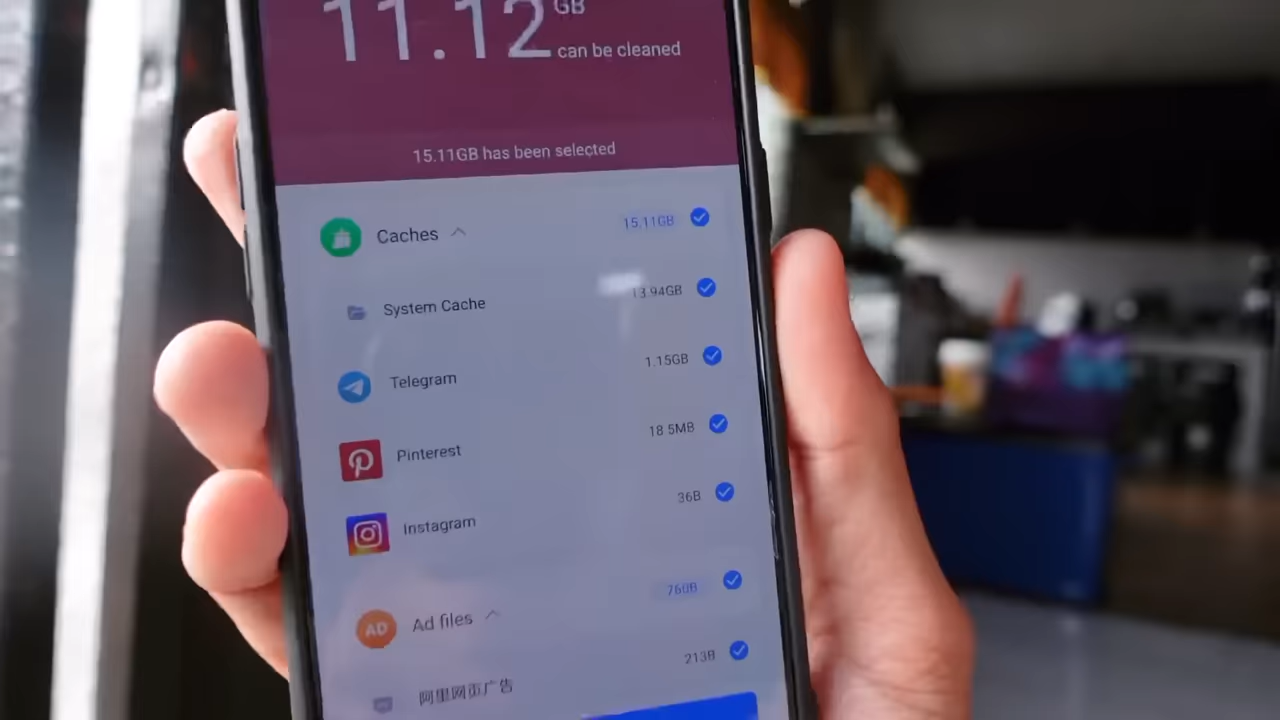 11.12 GB
can be cleaned
15.11GB has been selected
Caches 15.11GB
System Cache 13.94GB
Telegram 1.15GB
Pinterest 18.5MB
Instagram 36B
AD Ad files 760B
阿里网页广告 213B